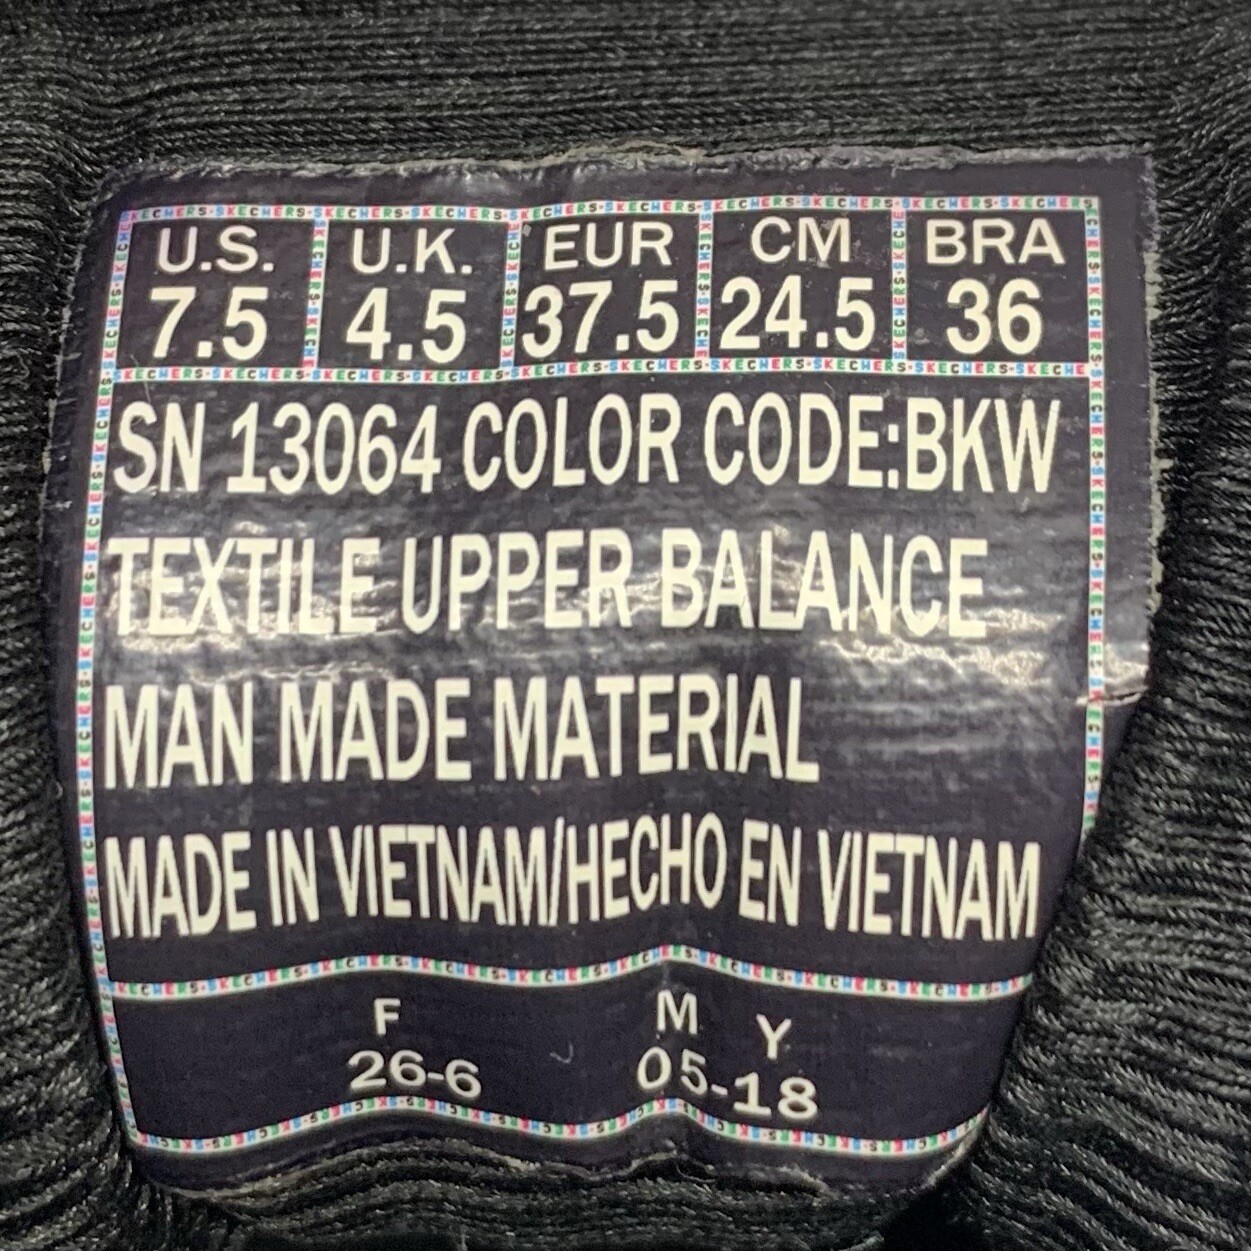 U.S. U.K. EUR CM BRA
7.5 4.5 37.5 24.5 36
SN 13064 COLOR CODE:BKW
TEXTILE UPPER BALANCE
MAN MADE MATERIAL
MADE IN VIETNAM/HECHO EN VIETNAM
F M Y
26-6 05-18